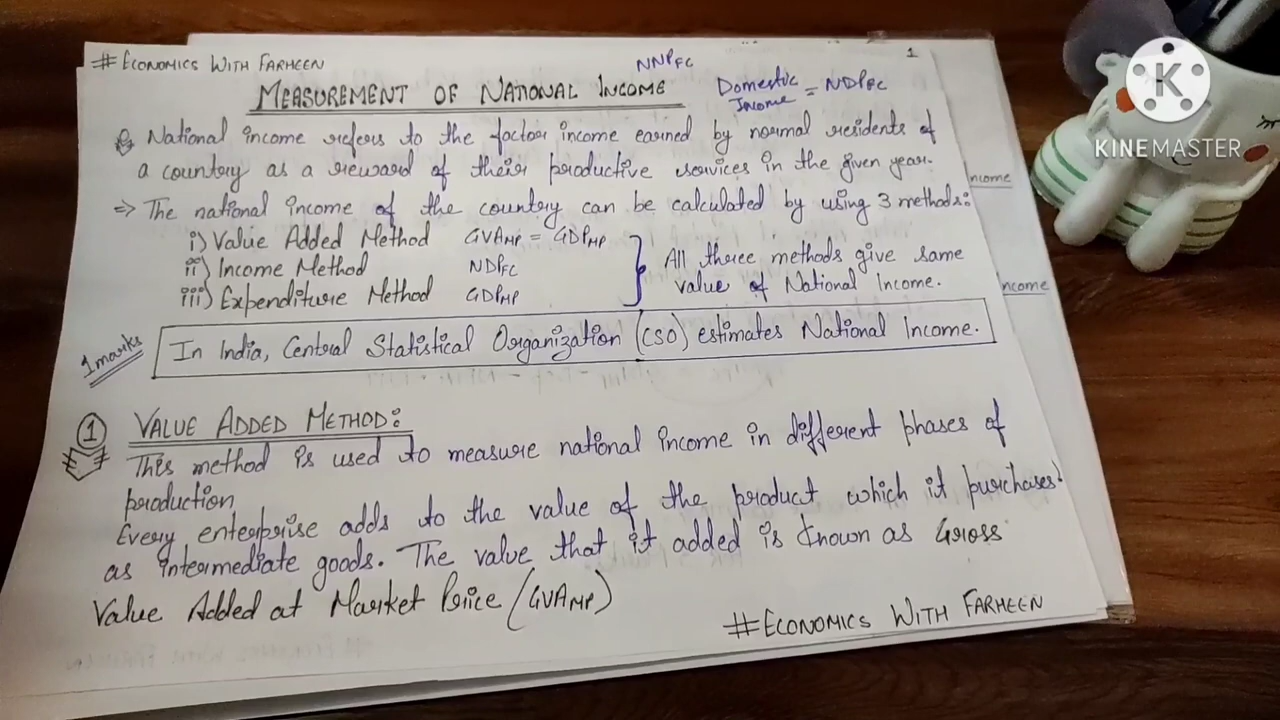 # ECONOMICS WITH FARHEEN
1
NNPFC
MEASUREMENT OF NATIONAL INCOME
Domestic Income = NDPFC
National income refers to the factor income earned by normal residents of
a country as a reward of their productive services in the given year.
⇒ The national income of the country can be calculated by using 3 methods:
i) Value Added Method GVAMP = GDPMP
ii) Income Method NDPFC
iii) Expenditure Method GDPMP
All three methods give same
value of National Income.
1 marks
In India, Central Statistical Organization (CSO) estimates National Income.
1 VALUE ADDED METHOD:
This method is used to measure national income in different phases of
production
Every enterprise adds to the value of the product which it purchases
as intermediate goods. The value that it added is known as Gross
Value Added at Market Price (GVAMP)
# ECONOMICS WITH FARHEEN
ncome
ncome
K
KINEMASTER